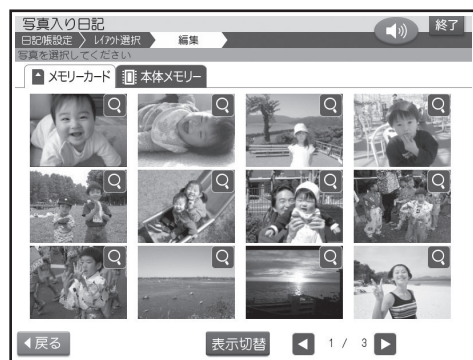 写真入り日記
終了
日記帳設定 〉 レイアウト選択 〉 編集
写真を選択してください
メモリーカード 本体メモリー
戻る 表示切替 1 / 3